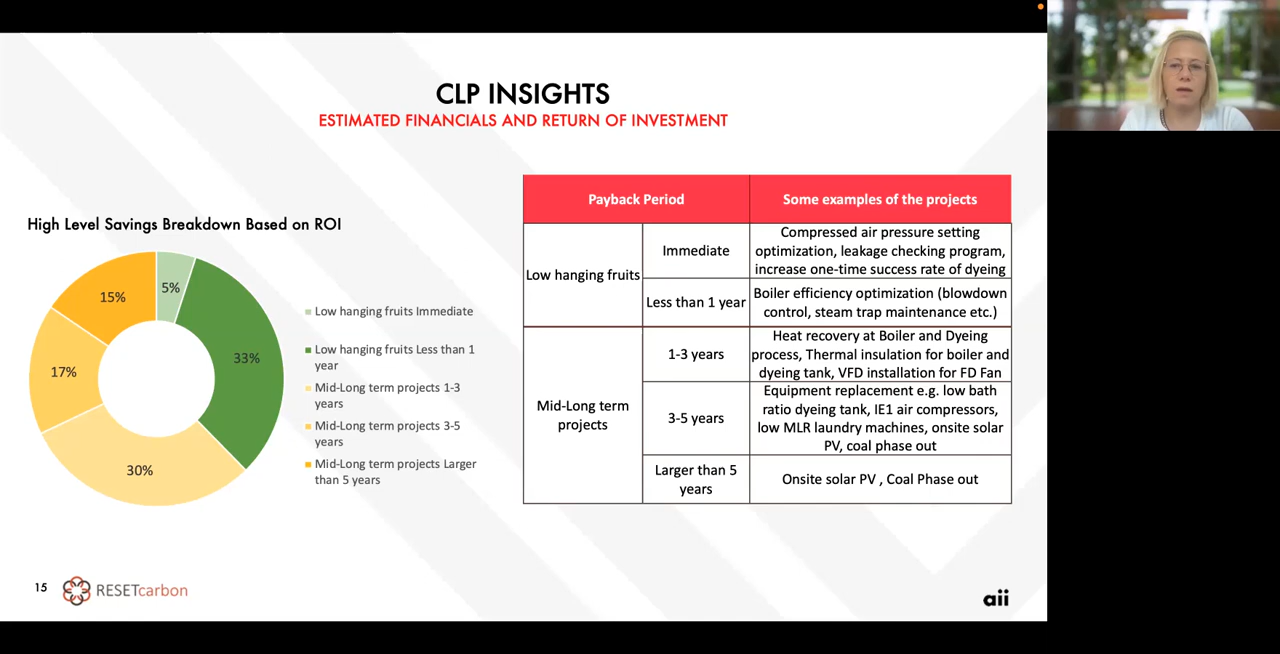 CLP INSIGHTS
ESTIMATED FINANCIALS AND RETURN OF INVESTMENT
High Level Savings Breakdown Based on ROI
5%
33%
30%
17%
15%
Low hanging fruits Immediate
Low hanging fruits Less than 1
year
Mid-Long term projects 1-3
years
Mid-Long term projects 3-5
years
Mid-Long term projects Larger
than 5 years
Payback Period
Some examples of the projects
Low hanging fruits
Immediate
Compressed air pressure setting
optimization, leakage checking program,
increase one-time success rate of dyeing
Less than 1 year
Boiler efficiency optimization (blowdown
control, steam trap maintenance etc.)
Mid-Long term
projects
1-3 years
Heat recovery at Boiler and Dyeing
process, Thermal insulation for boiler and
dyeing tank, VFD installation for FD Fan
3-5 years
Equipment replacement e.g. low bath
ratio dyeing tank, IE1 air compressors,
low MLR laundry machines, onsite solar
PV, coal phase out
Larger than 5
years
Onsite solar PV , Coal Phase out
15
RESETcarbon
aii